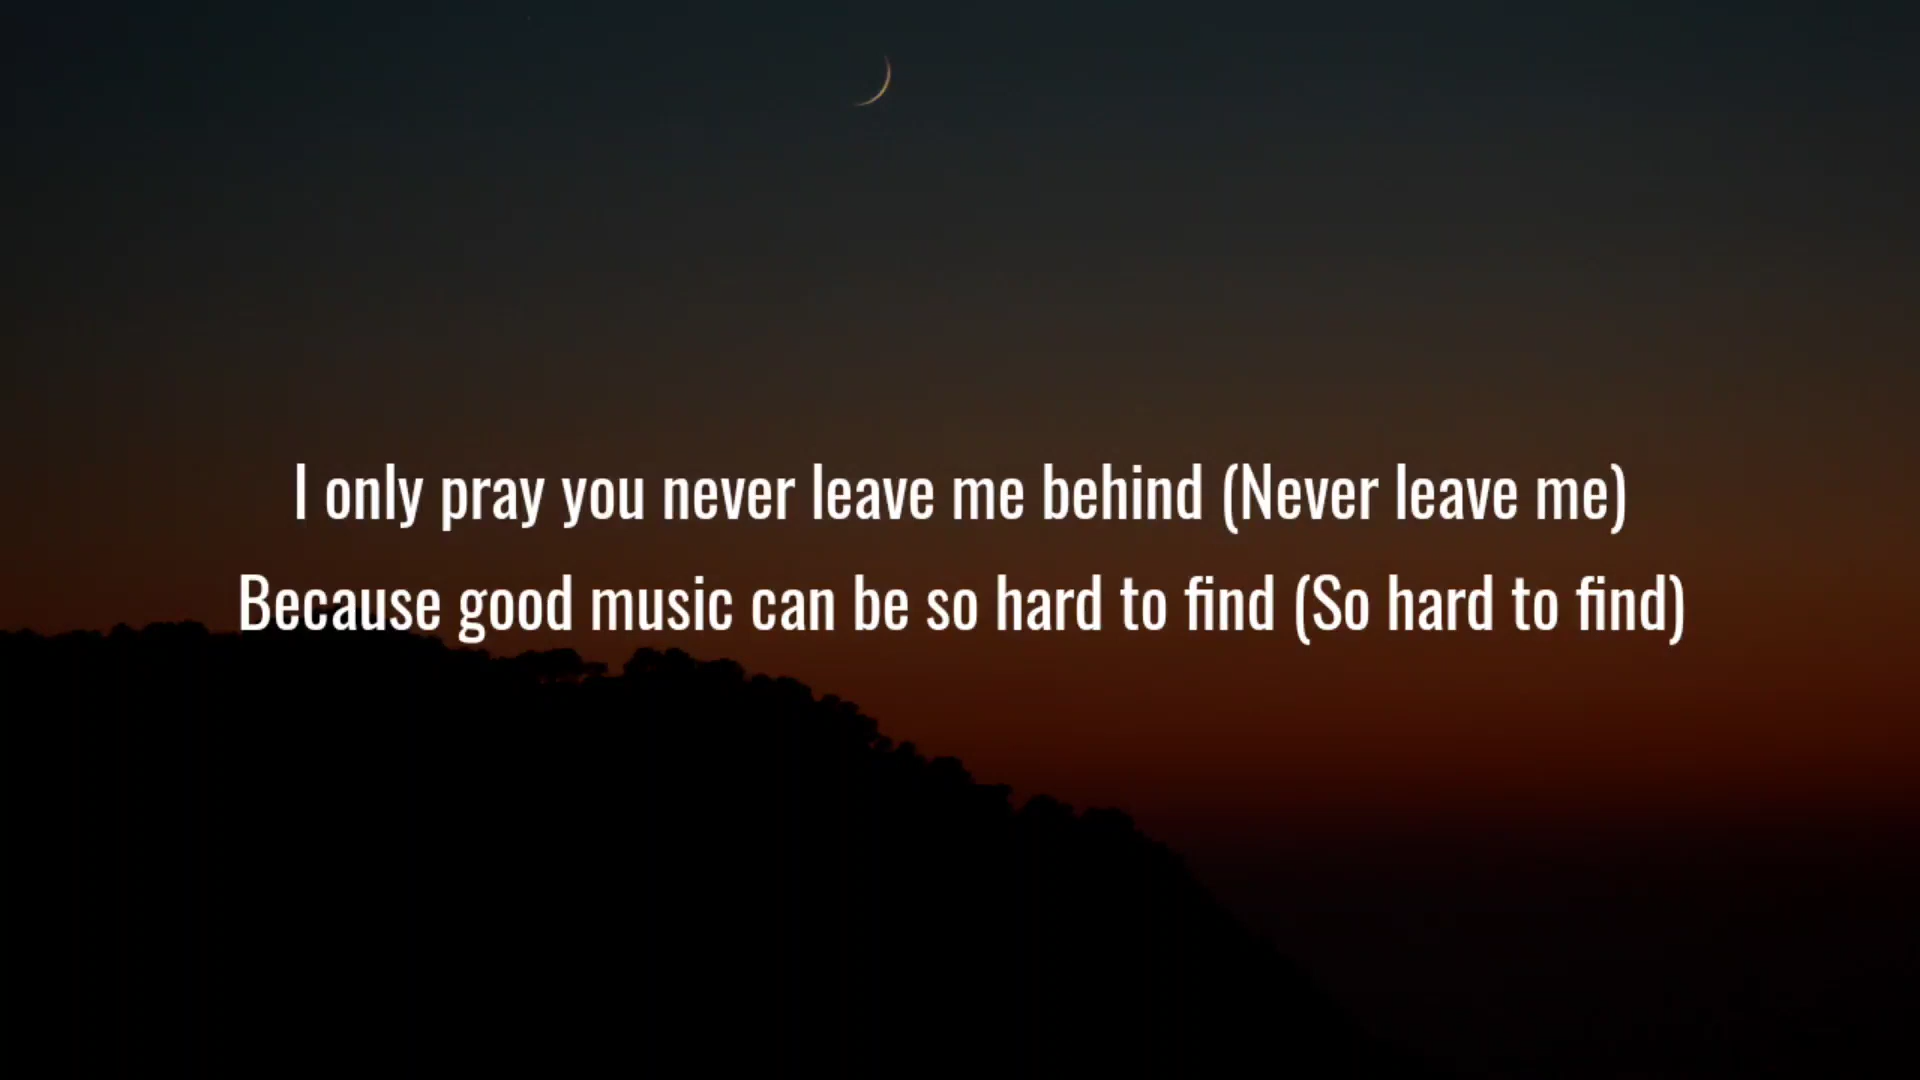 I only pray you never leave me behind (Never leave me)
Because good music can be so hard to find (So hard to find)